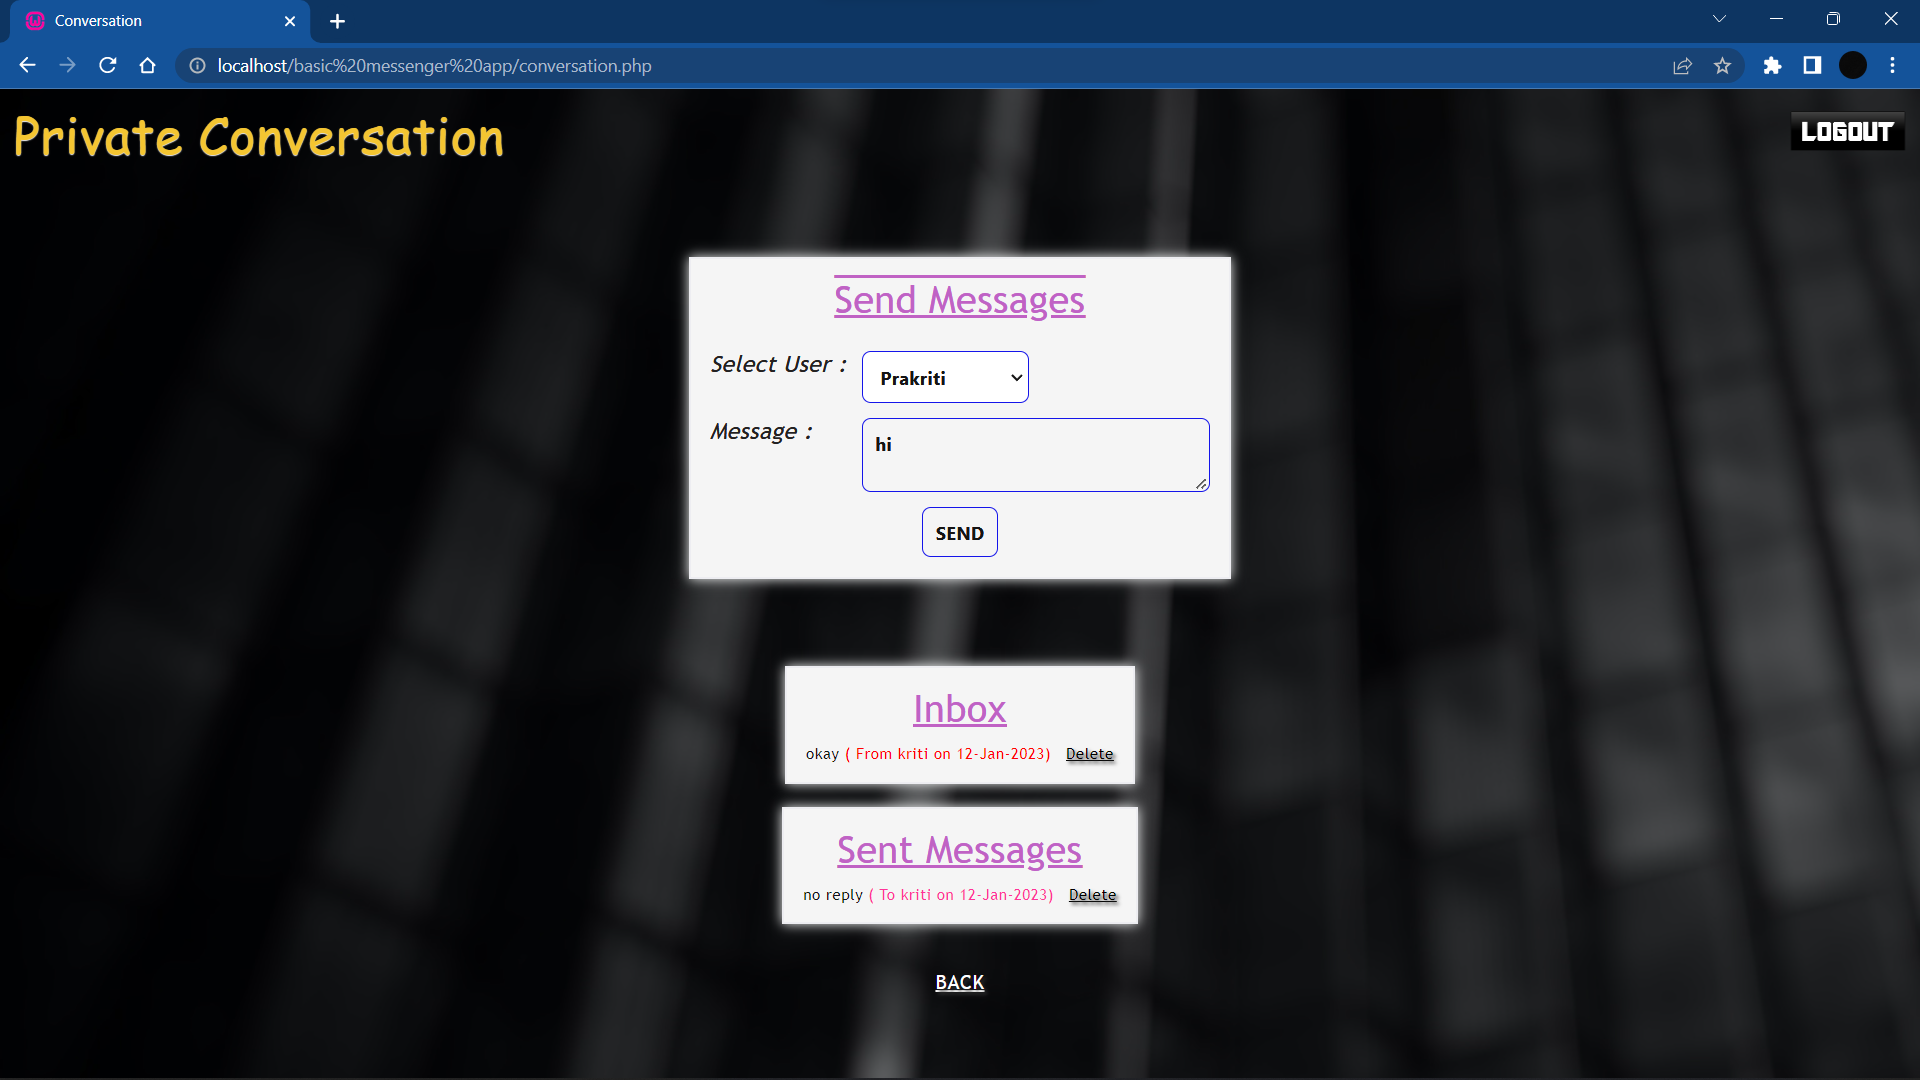 Conversation
localhost/basic%20messenger%20app/conversation.php
Private Conversation
LOGOUT
Send Messages
Select User : Prakriti
Message : hi
SEND
Inbox
okay ( From kriti on 12-Jan-2023) Delete
Sent Messages
no reply ( To kriti on 12-Jan-2023) Delete
BACK